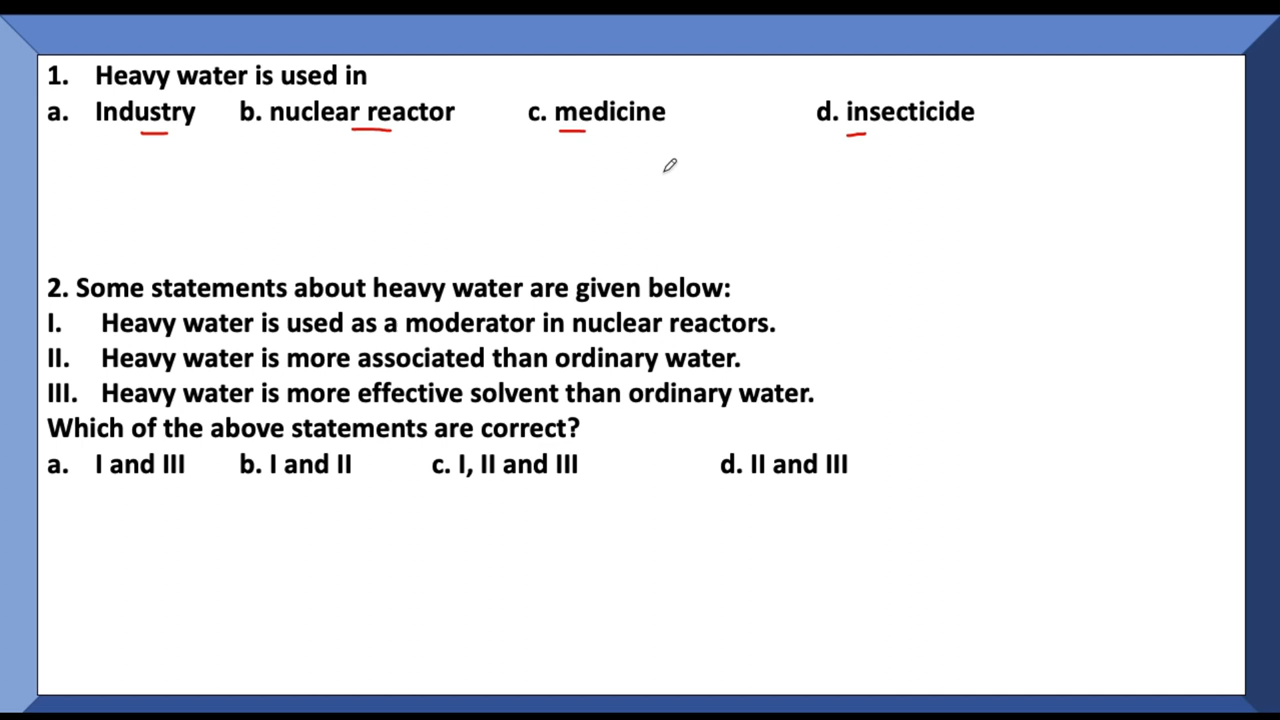 1. Heavy water is used in
a. Industry b. nuclear reactor c. medicine d. insecticide
2. Some statements about heavy water are given below:
I. Heavy water is used as a moderator in nuclear reactors.
II. Heavy water is more associated than ordinary water.
III. Heavy water is more effective solvent than ordinary water.
Which of the above statements are correct?
a. I and III b. I and II c. I, II and III d. II and III